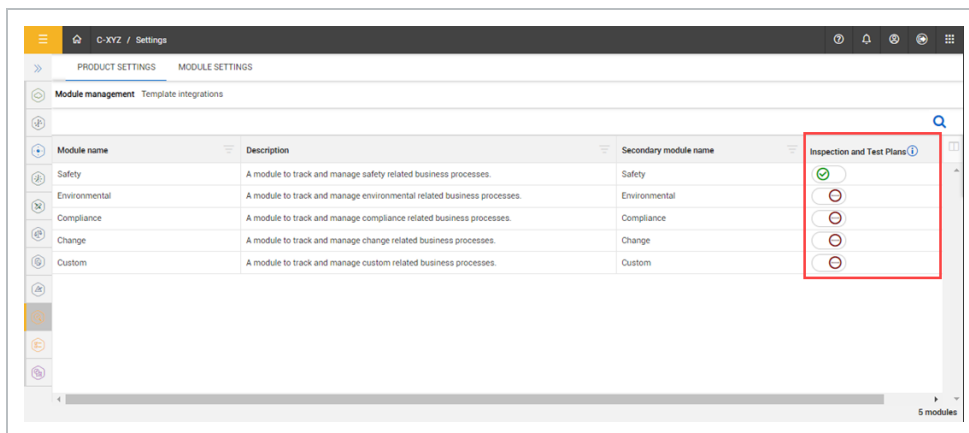 C-XYZ / Settings
PRODUCT SETTINGS MODULE SETTINGS
Module management Template integrations
Module name Description Secondary module name Inspection and Test Plans
Safety A module to track and manage safety related business processes. Safety
Environmental A module to track and manage environmental related business processes. Environmental
Compliance A module to track and manage compliance related business processes. Compliance
Change A module to track and manage change related business processes. Change
Custom A module to track and manage custom related business processes. Custom
5 modules